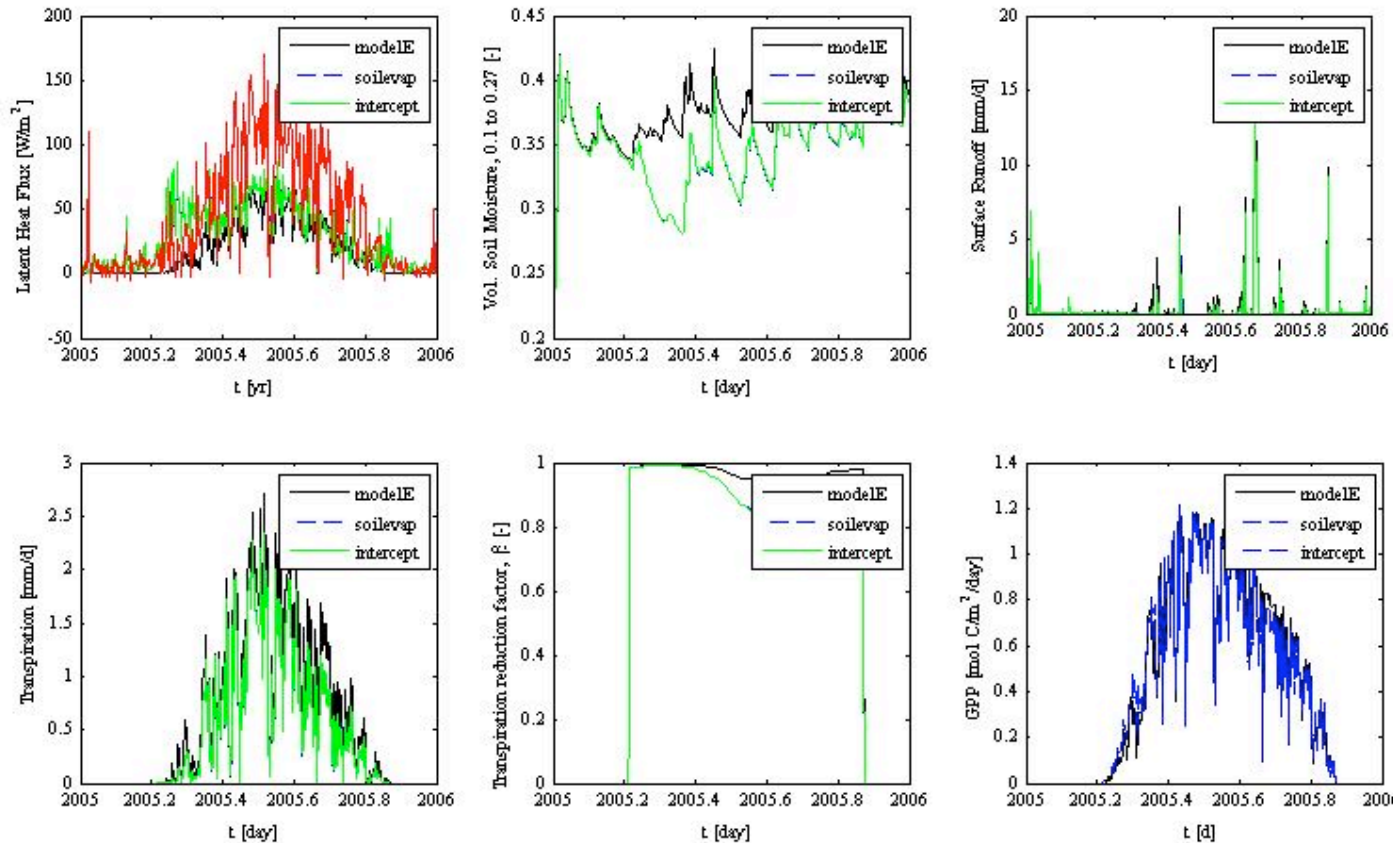 200
150
100
50
0
-50
Latent Heat Flux [W/m²]
modelE
soilevap
intercept
2005 2005.2 2005.4 2005.6 2005.8 2006
t [yr]
0.45
0.4
0.35
0.3
0.25
0.2
Vol. Soil Moisture, 0.1 to 0.27 [-]
modelE
soilevap
intercept
2005 2005.2 2005.4 2005.6 2005.8 2006
t [day]
20
15
10
5
0
Surface Runoff [mm/d]
modelE
soilevap
intercept
2005 2005.2 2005.4 2005.6 2005.8 2006
t [day]
3
2.5
2
1.5
1
0.5
0
Transpiration [mm/d]
modelE
soilevap
intercept
2005 2005.2 2005.4 2005.6 2005.8 2006
t [day]
1
0.8
0.6
0.4
0.2
0
Transpiration reduction factor, β [-]
modelE
soilevap
intercept
2005 2005.2 2005.4 2005.6 2005.8 2006
t [day]
1.4
1.2
1
0.8
0.6
0.4
0.2
0
GPP [mol C/m²/day]
modelE
soilevap
intercept
2005 2005.2 2005.4 2005.6 2005.8 200
t [d]